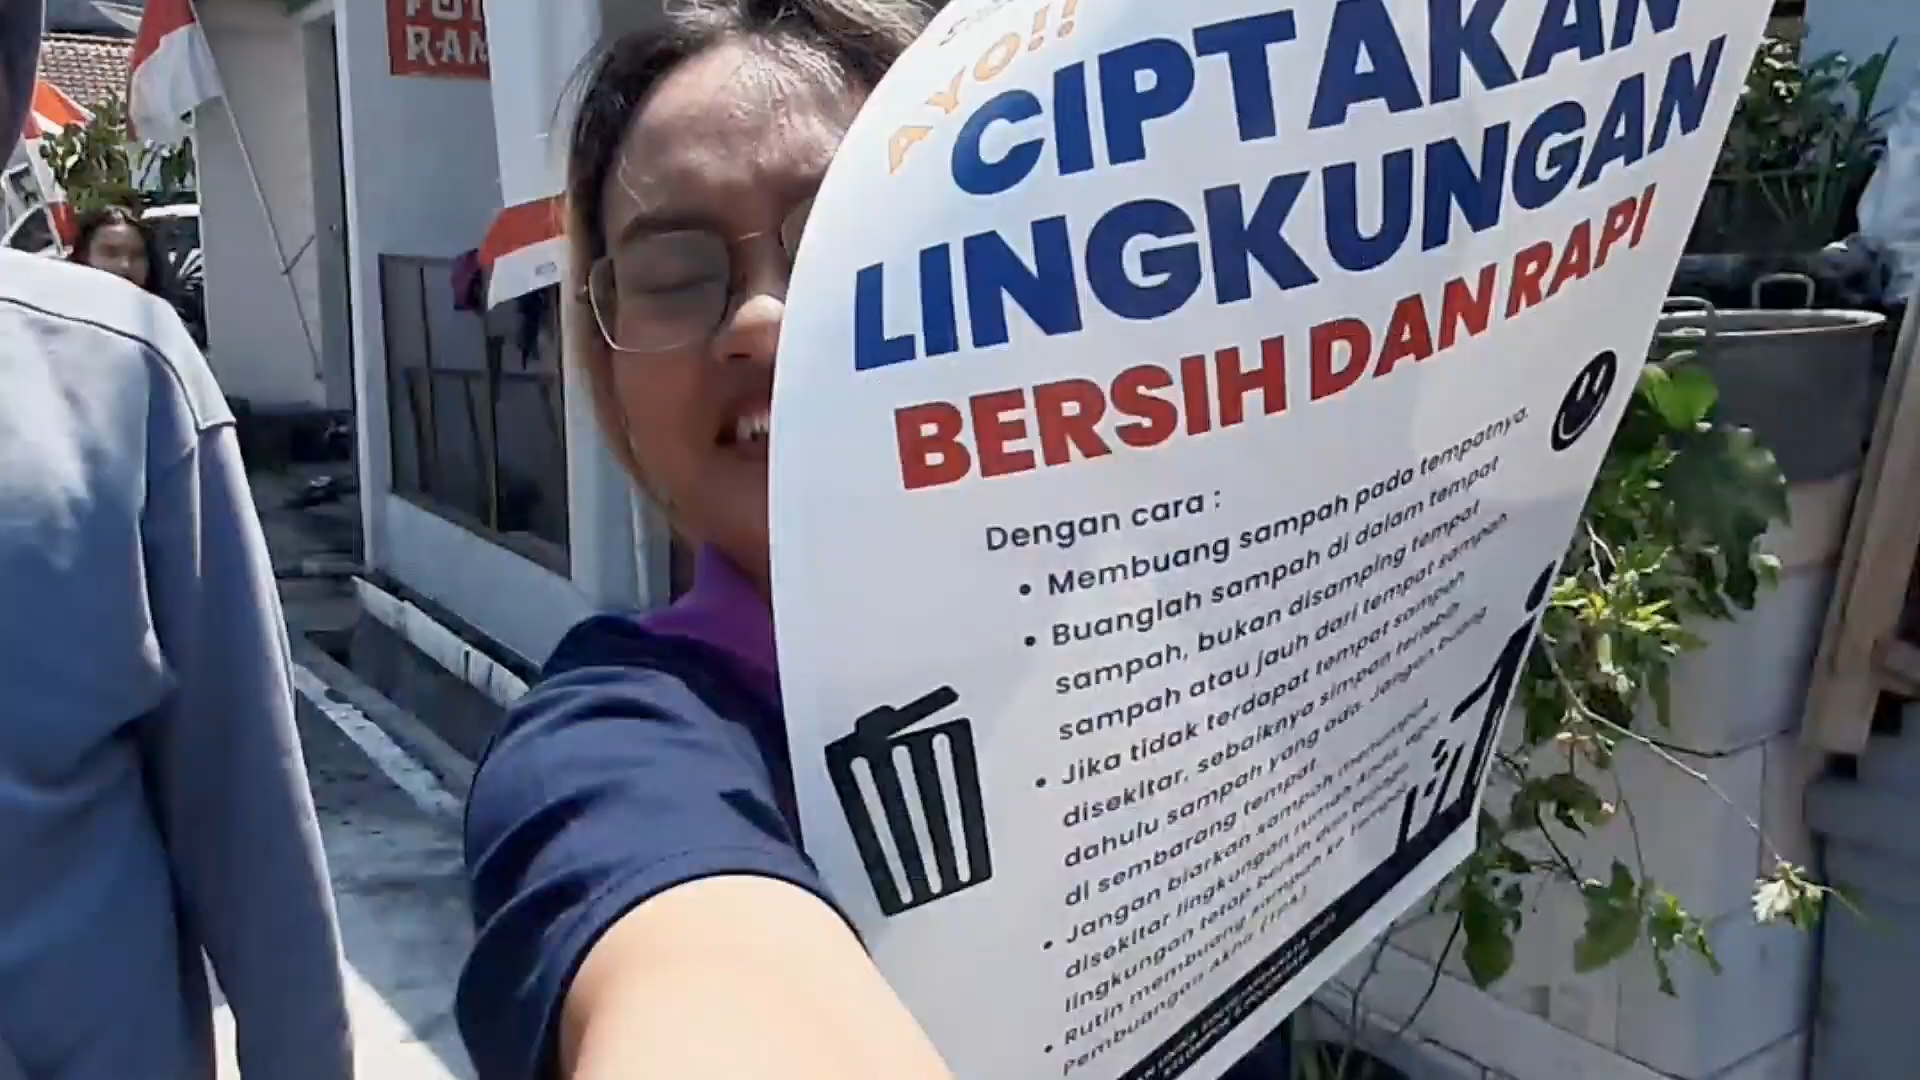 RAM
AYO!!
CIPTAKAN
LINGKUNGAN
BERSIH DAN RAPI
Dengan cara :
• Membuang sampah pada tempatnya.
• Buanglah sampah di dalam tempat
sampah, bukan disamping tempat
sampah atau jauh dari tempat sampah
• Jika tidak terdapat tempat sampah
disekitar, sebaiknya simpan terlebih
dahulu sampah yang ada. Jangan buang
di sembarang tempat.
• Jangan biarkan sampah menumpuk
disekitar lingkungan rumah Anda, agar
lingkungan tetap bersih dan
• Rutin membuang sampah ke Tempat
Pembuangan Akhir (TPA)